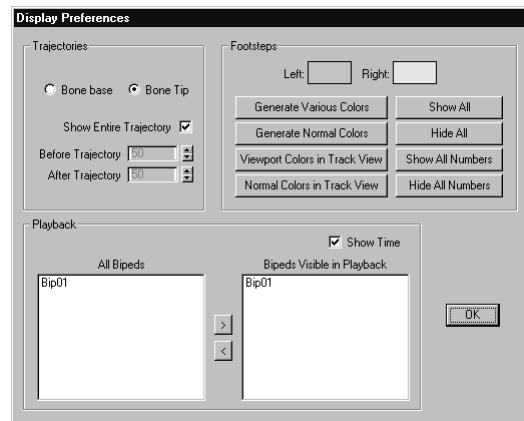 Display Preferences
Trajectories
Bone base
Bone Tip
Show Entire Trajectory
Before Trajectory 50
After Trajectory 50
Footsteps
Left:
Right:
Generate Various Colors
Show All
Generate Normal Colors
Hide All
Viewport Colors in Track View
Show All Numbers
Normal Colors in Track View
Hide All Numbers
Playback
Show Time
All Bipeds
Bipeds Visible in Playback
Bip01
Bip01
>
<
OK